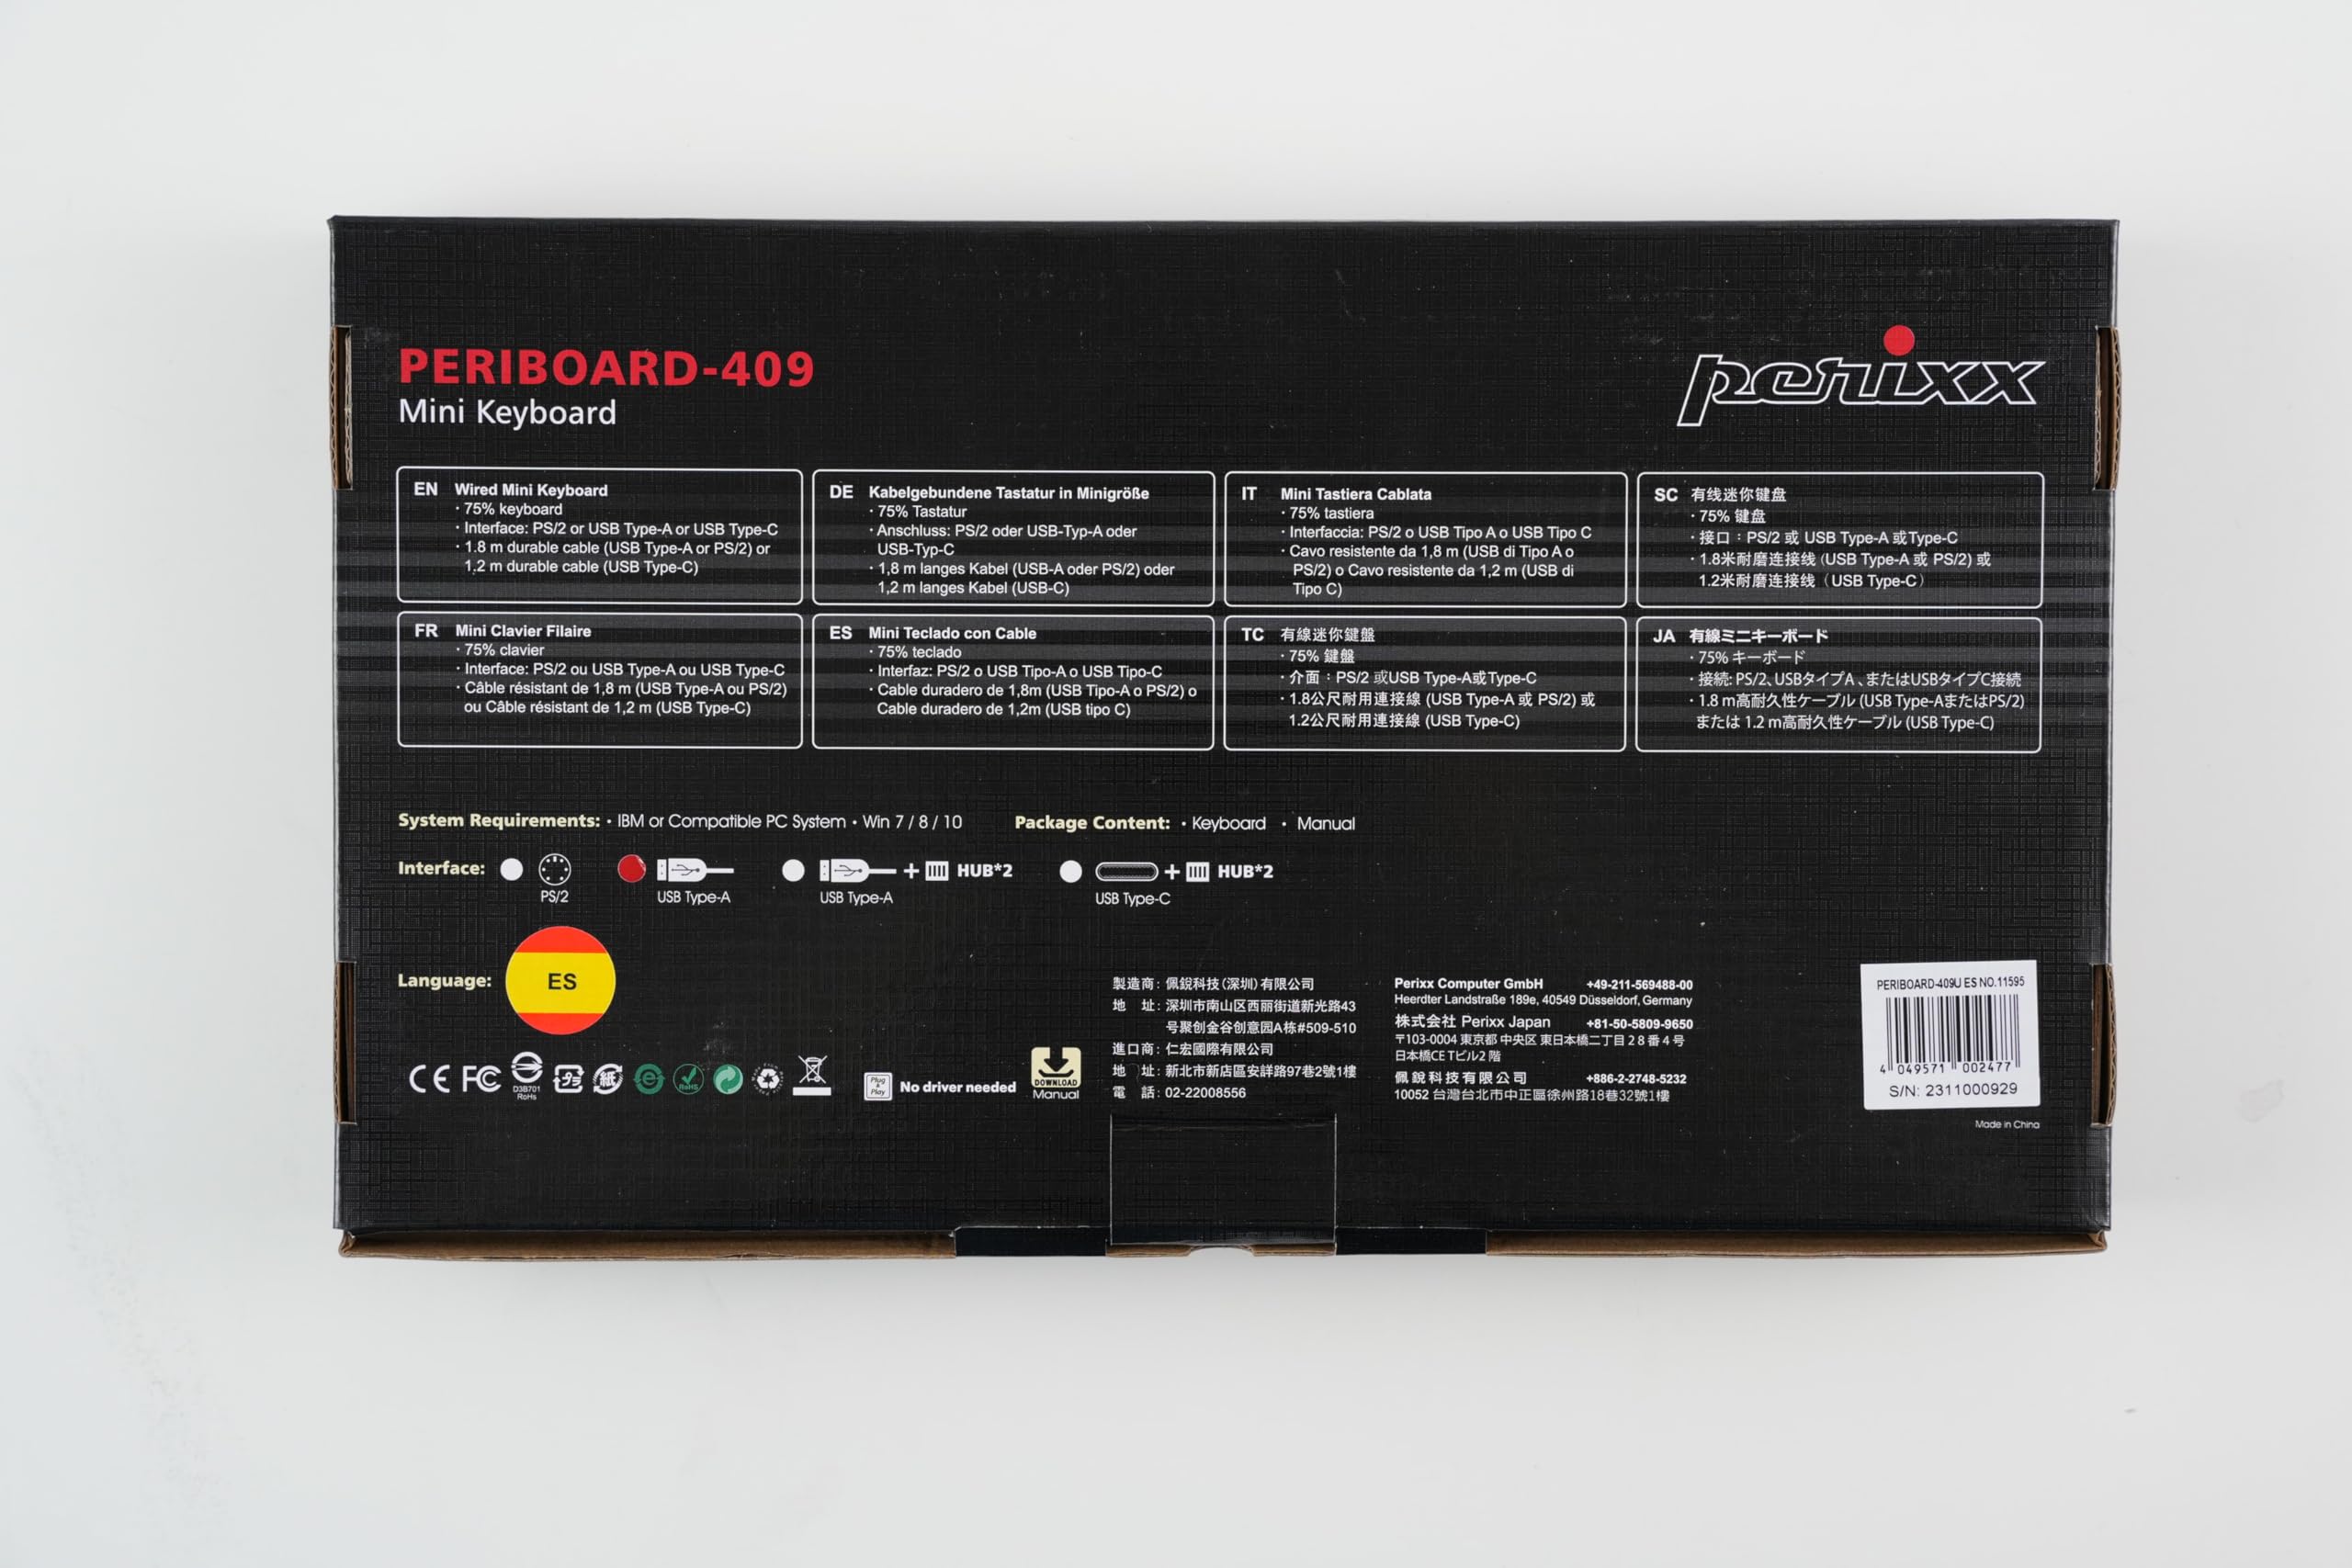 PERIBOARD-409
Mini Keyboard
perixx
EN Wired Mini Keyboard
· 75% keyboard
· Interface: PS/2 or USB Type-A or USB Type-C
· 1.8 m durable cable (USB Type-A or PS/2) or
1.2 m durable cable (USB Type-C)
DE Kabelgebundene Tastatur in Minigröße
· 75% Tastatur
· Anschluss: PS/2 oder USB-Typ-A oder
USB-Typ-C
· 1,8 m langes Kabel (USB-A oder PS/2) oder
1,2 m langes Kabel (USB-C)
IT Mini Tastiera Cablata
· 75% tastiera
· Interfaccia: PS/2 o USB Tipo A o USB Tipo C
· Cavo resistente da 1,8 m (USB di Tipo A o
PS/2) o Cavo resistente da 1,2 m (USB di
Tipo C)
SC 有线迷你键盘
· 75% 键盘
· 接口：PS/2 或 USB Type-A 或Type-C
· 1.8米耐磨连接线 (USB Type-A 或 PS/2) 或
1.2米耐磨连接线（USB Type-C）
FR Mini Clavier Filaire
· 75% clavier
· Interface: PS/2 ou USB Type-A ou USB Type-C
· Câble résistant de 1,8 m (USB Type-A ou PS/2)
ou Câble résistant de 1,2 m (USB Type-C)
ES Mini Teclado con Cable
· 75% teclado
· Interfaz: PS/2 o USB Tipo-A o USB Tipo-C
· Cable duradero de 1,8m (USB Tipo-A o PS/2) o
Cable duradero de 1,2m (USB tipo C)
TC 有線迷你鍵盤
· 75% 鍵盤
· 介面：PS/2 或USB Type-A或Type-C
· 1.8公尺耐用連接線 (USB Type-A 或 PS/2) 或
1.2公尺耐用連接線 (USB Type-C)
JA 有線ミニキーボード
· 75% キーボード
· 接続: PS/2、USBタイプA、またはUSBタイプC接続
· 1.8 m高耐久性ケーブル (USB Type-AまたはPS/2)
または 1.2 m高耐久性ケーブル (USB Type-C)
System Requirements: • IBM or Compatible PC System • Win 7 / 8 / 10
Package Content: • Keyboard • Manual
Interface:
PS/2
USB Type-A
+ HUB*2
USB Type-A
+ HUB*2
USB Type-C
Language: ES
CE FC
D3B701
RoHs
紙
RoHS
Plug & Play
No driver needed
DOWNLOAD
Manual
製造商: 佩銳科技(深圳)有限公司
地 址: 深圳市南山区西丽街道新光路43
号聚创金谷创意园A栋#509-510
進口商: 仁宏國際有限公司
地 址: 新北市新店區安詳路97巷2號1樓
電 話: 02-22008556
Perixx Computer GmbH +49-211-569488-00
Heerdter Landstraße 189e, 40549 Düsseldorf, Germany
株式会社 Perixx Japan +81-50-5809-9650
〒103-0004 東京都 中央区 東日本橋二丁目28番4号
日本橋CETビル2 階
佩銳科技有限公司 +886-2-2748-5232
10052 台灣台北市中正區徐州路18巷32號1樓
PERIBOARD-409U ES NO.11595
4 049571 002477
S/N: 2311000929
Made in China